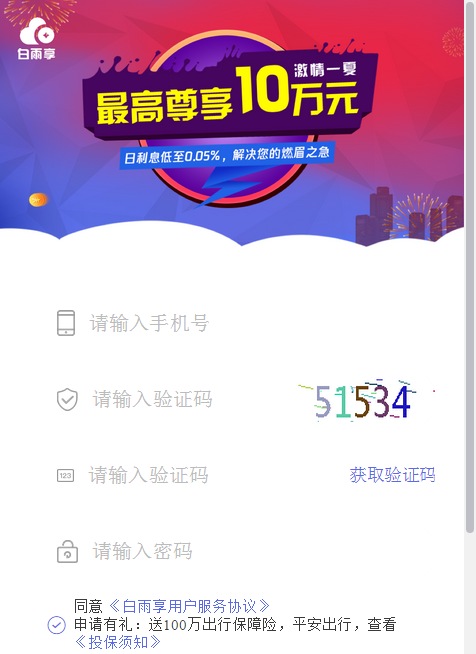 白雨享
激情一夏
最高尊享10万元
日利息低至0.05%，解决您的燃眉之急
请输入手机号
请输入验证码
51534
请输入验证码
获取验证码
123
请输入密码
同意《白雨享用户服务协议》
申请有礼：送100万出行保障险，平安出行，查看
《投保须知》